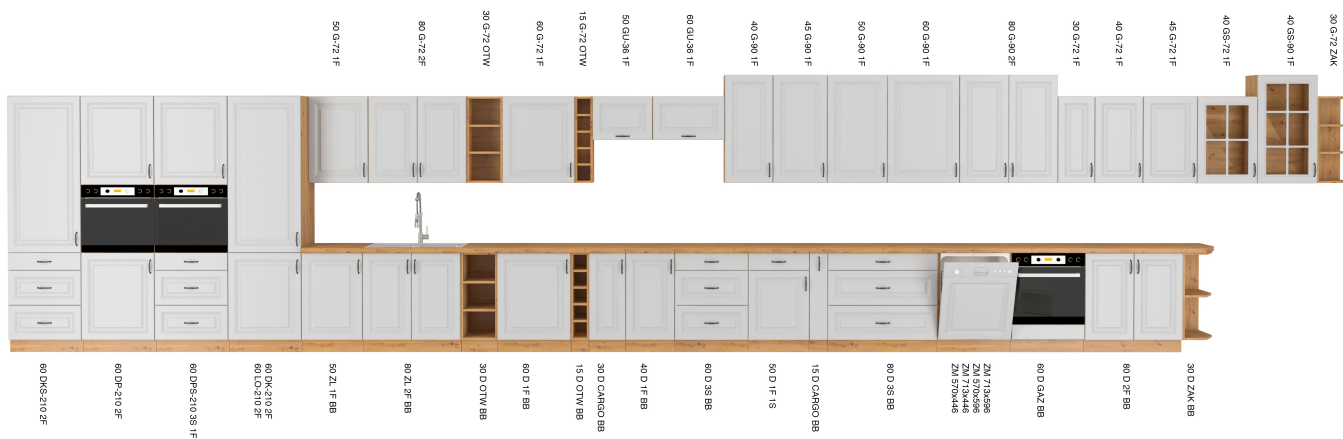 50 G-72 1F
80 G-72 2F
30 G-72 OTW
60 G-72 1F
15 G-72 OTW
50 GU-36 1F
60 GU-36 1F
40 G-90 1F
45 G-90 1F
50 G-90 1F
60 G-90 1F
80 G-90 2F
30 G-72 1F
40 G-72 1F
45 G-72 1F
40 GS-72 1F
40 GS-90 1F
30 G-72 ZAK
60 DKS-210 2F
60 DP-210 2F
60 DPS-210 3S 1F
60 DK-210 2F
60 LO-210 2F
50 ZL 1F BB
80 ZL 2F BB
30 D OTW BB
60 D 1F BB
15 D OTW BB
30 D CARGO BB
40 D 1F BB
60 D 3S BB
50 D 1F 1S
15 D CARGO BB
80 D 3S BB
ZM 713x596
ZM 570x596
ZM 713x446
ZM 570x446
60 D GAZ BB
80 D 2F BB
30 D ZAK BB